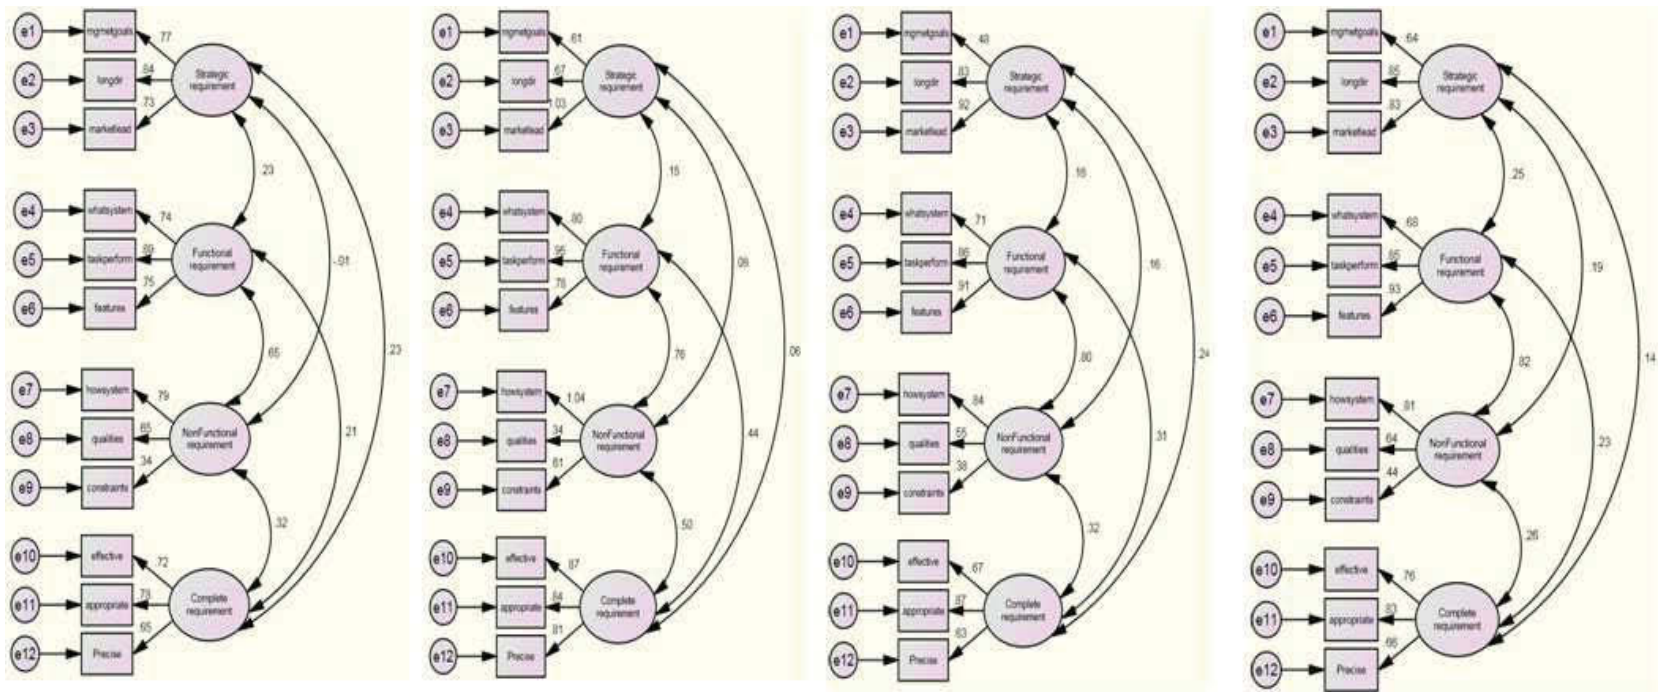 e1
mgmetgoals
.77
e2
longdir
.84
Strategic
requirement
e3
marketlead
.73
.23
e4
whatsystem
.74
e5
taskperform
.89
Functional
requirement
e6
features
.75
-.01
.65
.23
e7
howsystem
.79
e8
qualities
.65
NonFunctional
requirement
e9
constraints
.34
.21
.32
e10
effective
.72
e11
appropriate
.78
Complete
requirement
e12
Precise
.65
e1
mgmetgoals
.61
e2
longdir
.67
Strategic
requirement
e3
marketlead
1.03
.15
e4
whatsystem
.80
e5
taskperform
.95
Functional
requirement
e6
features
.78
.09
.76
.06
e7
howsystem
1.04
e8
qualities
.34
NonFunctional
requirement
e9
constraints
.61
.44
.50
e10
effective
.87
e11
appropriate
.84
Complete
requirement
e12
Precise
.81
e1
mgmetgoals
.48
e2
longdir
.83
Strategic
requirement
e3
marketlead
.92
.16
e4
whatsystem
.71
e5
taskperform
.86
Functional
requirement
e6
features
.91
.16
.80
.24
e7
howsystem
.84
e8
qualities
.55
NonFunctional
requirement
e9
constraints
.38
.31
.32
e10
effective
.67
e11
appropriate
.87
Complete
requirement
e12
Precise
.63
e1
mgmetgoals
.64
e2
longdir
.85
Strategic
requirement
e3
marketlead
.83
.25
e4
whatsystem
.68
e5
taskperform
.85
Functional
requirement
e6
features
.93
.19
.82
.14
e7
howsystem
.81
e8
qualities
.64
NonFunctional
requirement
e9
constraints
.44
.23
.26
e10
effective
.76
e11
appropriate
.83
Complete
requirement
e12
Precise
.66